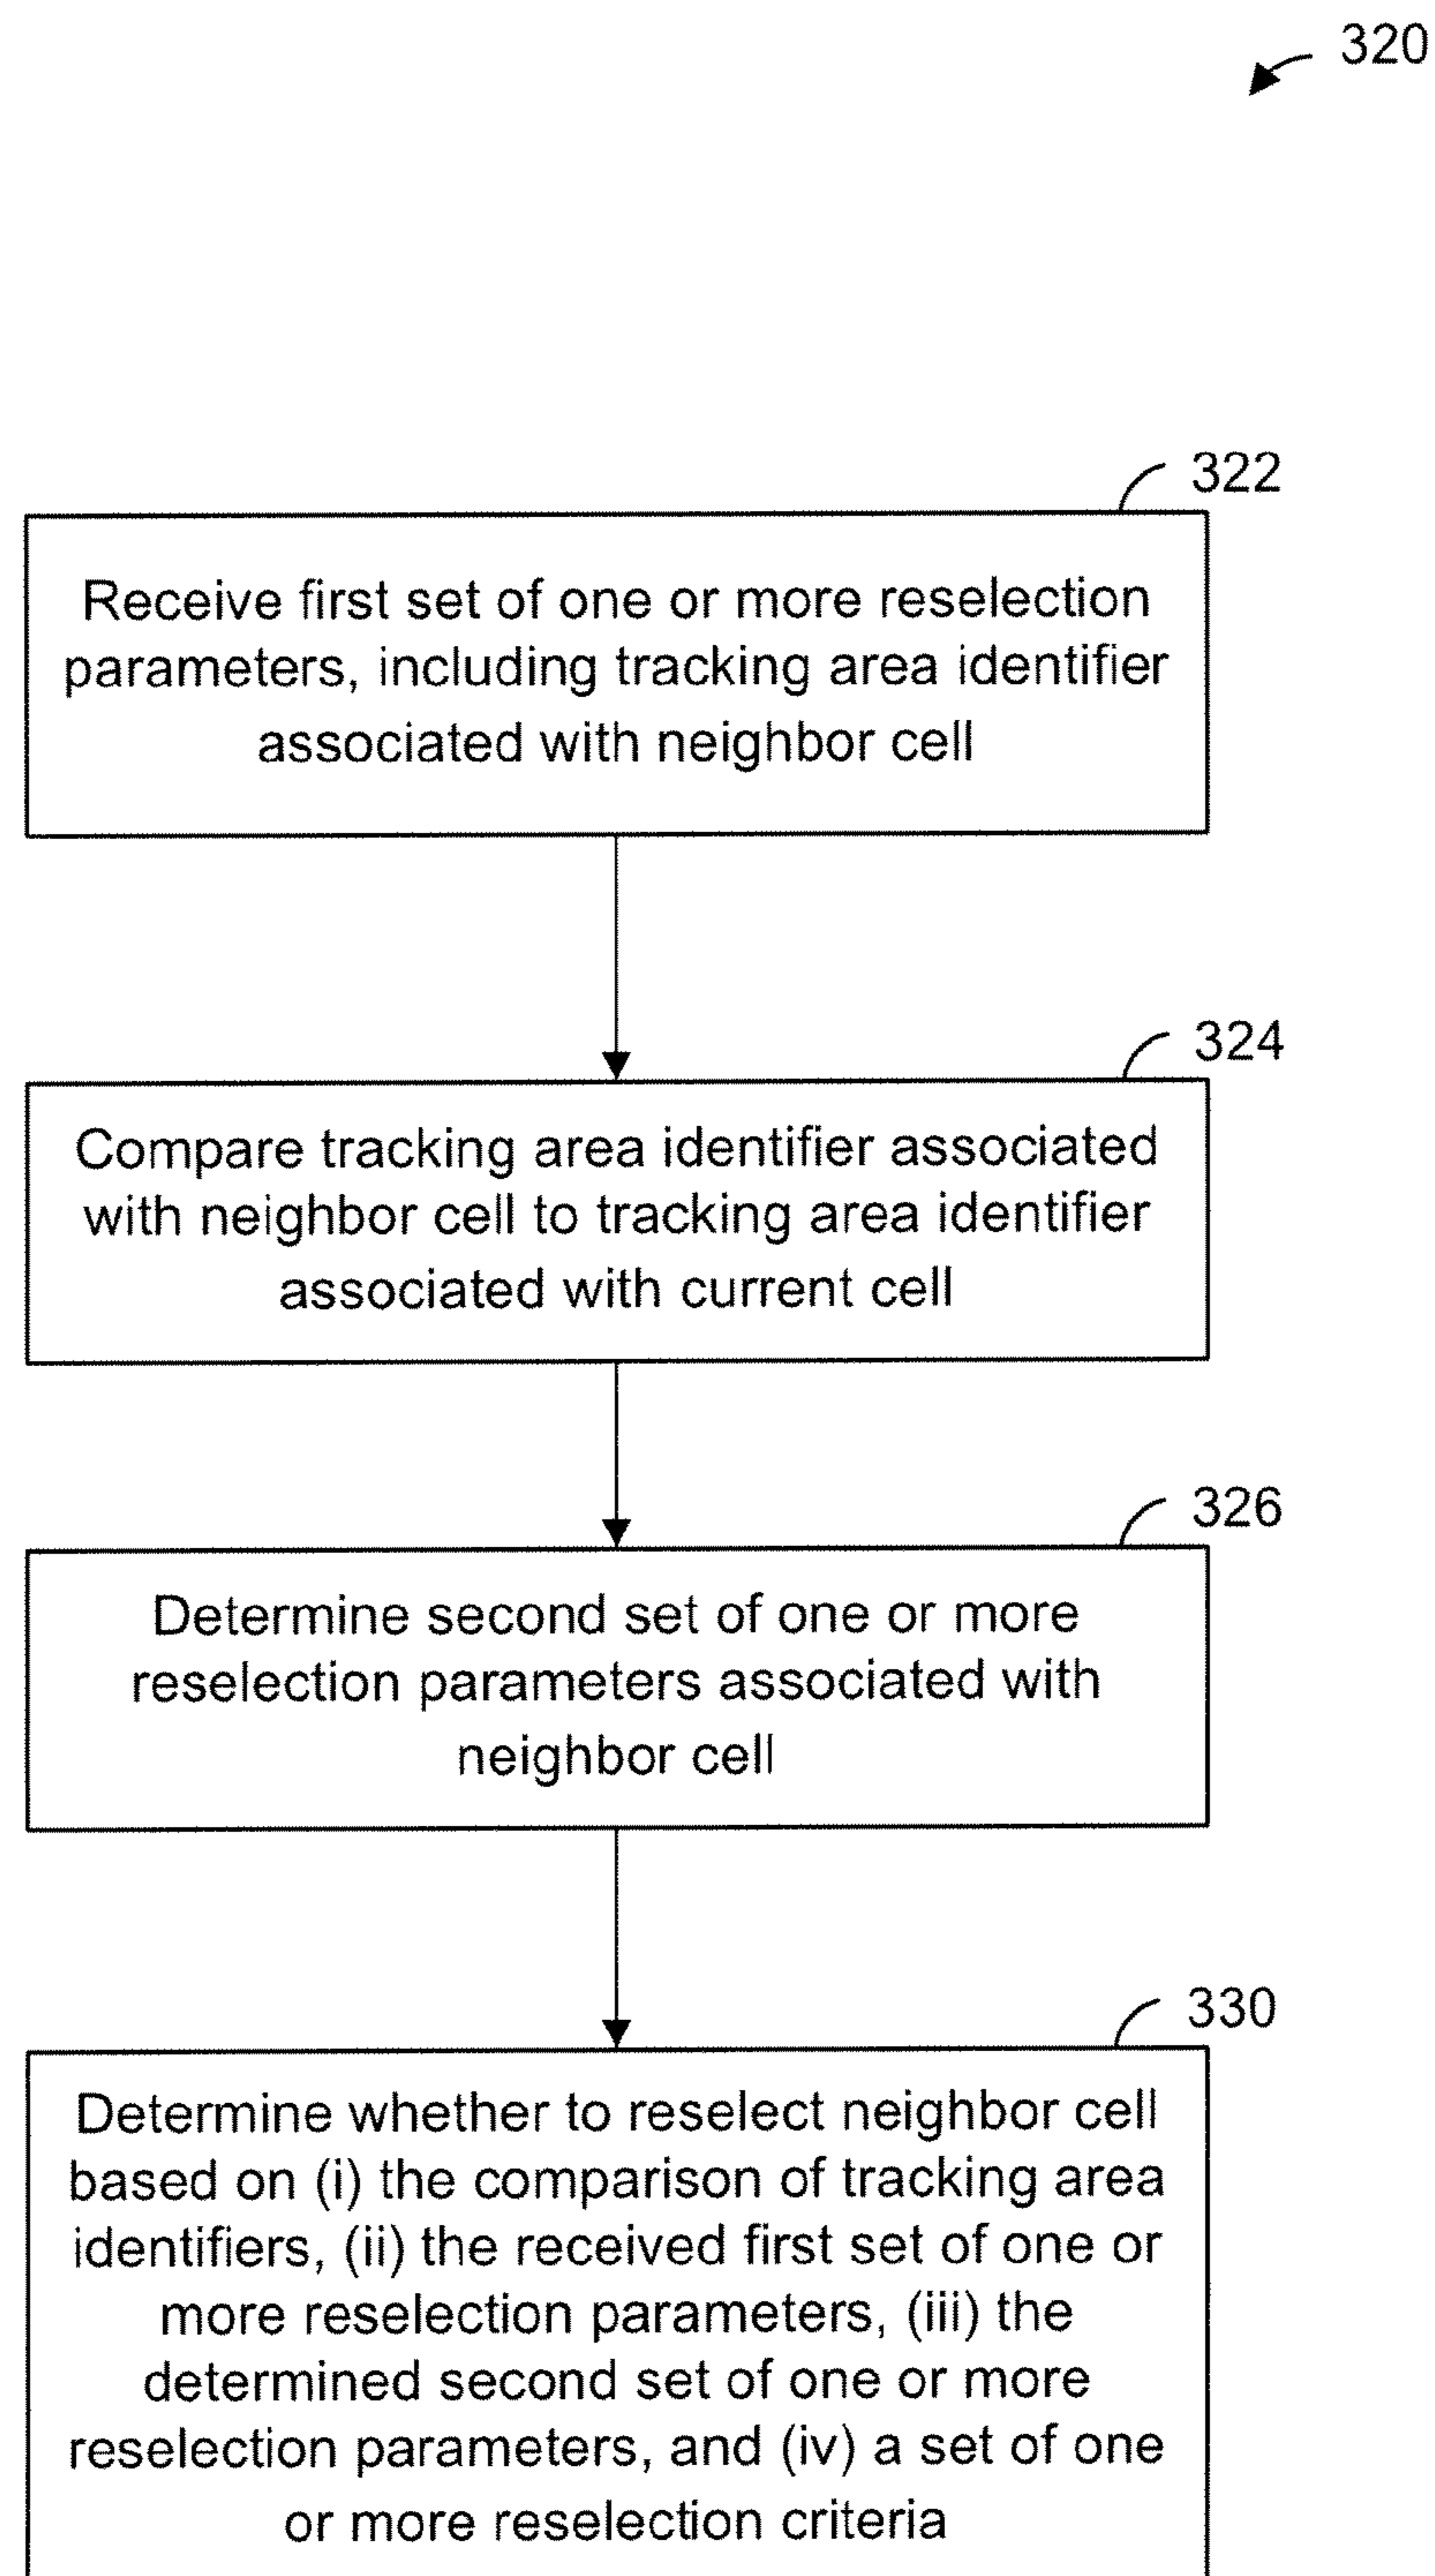 320
322
Receive first set of one or more reselection
parameters, including tracking area identifier
associated with neighbor cell
324
Compare tracking area identifier associated
with neighbor cell to tracking area identifier
associated with current cell
326
Determine second set of one or more
reselection parameters associated with
neighbor cell
330
Determine whether to reselect neighbor cell
based on (i) the comparison of tracking area
identifiers, (ii) the received first set of one or
more reselection parameters, (iii) the
determined second set of one or more
reselection parameters, and (iv) a set of one
or more reselection criteria